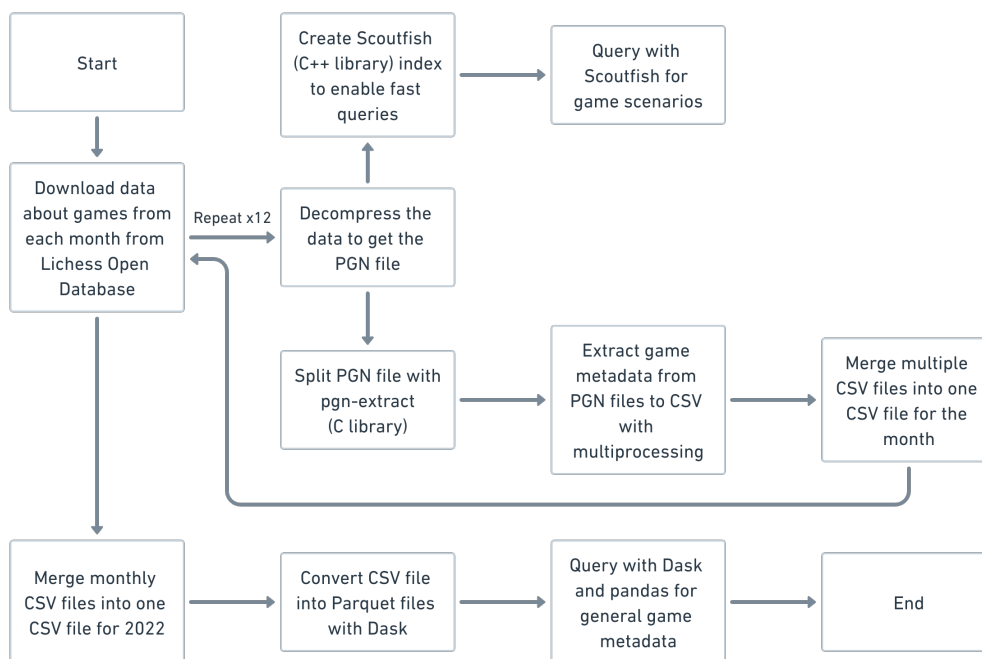 Start
Create Scoutfish
(C++ library) index
to enable fast
queries
Query with
Scoutfish for
game scenarios
Download data
about games from
each month from
Lichess Open
Database
Repeat x12
Decompress the
data to get the
PGN file
Split PGN file with
pgn-extract
(C library)
Extract game
metadata from
PGN files to CSV
with
multiprocessing
Merge multiple
CSV files into one
CSV file for the
month
Merge monthly
CSV files into one
CSV file for 2022
Convert CSV file
into Parquet files
with Dask
Query with Dask
and pandas for
general game
metadata
End